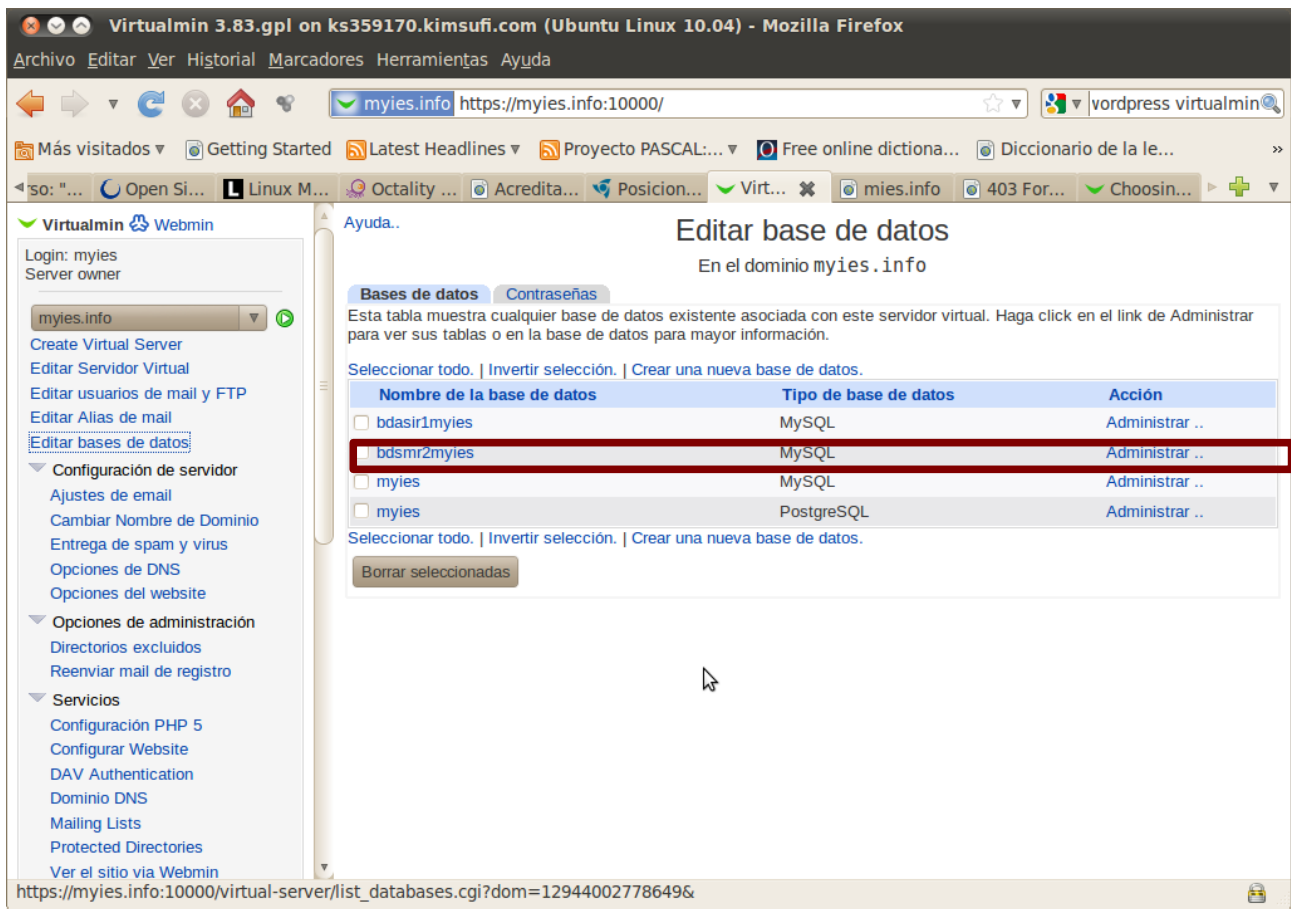 Virtualmin 3.83.gpl on ks359170.kimsufi.com (Ubuntu Linux 10.04) - Mozilla Firefox
Archivo Editar Ver Historial Marcadores Herramientas Ayuda
myies.info https://myies.info:10000/ vordpress virtualmin
Más visitados Getting Started Latest Headlines Proyecto PASCAL:... Free online dictiona... Diccionario de la le... »
rso: "... Open Si... L Linux M... Octality ... Acredita... Posicion... Virt... mies.info 403 For... Choosin...
Virtualmin Webmin
Login: myies
Server owner
myies.info
Create Virtual Server
Editar Servidor Virtual
Editar usuarios de mail y FTP
Editar Alias de mail
Editar bases de datos
Configuración de servidor
Ajustes de email
Cambiar Nombre de Dominio
Entrega de spam y virus
Opciones de DNS
Opciones del website
Opciones de administración
Directorios excluidos
Reenviar mail de registro
Servicios
Configuración PHP 5
Configurar Website
DAV Authentication
Dominio DNS
Mailing Lists
Protected Directories
Ver el sitio via Webmin
Ayuda..
Editar base de datos
En el dominio myies.info
Bases de datos Contraseñas
Esta tabla muestra cualquier base de datos existente asociada con este servidor virtual. Haga click en el link de Administrar
para ver sus tablas o en la base de datos para mayor información.
Seleccionar todo. | Invertir selección. | Crear una nueva base de datos.
Nombre de la base de datos Tipo de base de datos Acción
bdasir1myies MySQL Administrar ..
bdsmr2myies MySQL Administrar ..
myies MySQL Administrar ..
myies PostgreSQL Administrar ..
Seleccionar todo. | Invertir selección. | Crear una nueva base de datos.
Borrar seleccionadas
https://myies.info:10000/virtual-server/list_databases.cgi?dom=12944002778649&